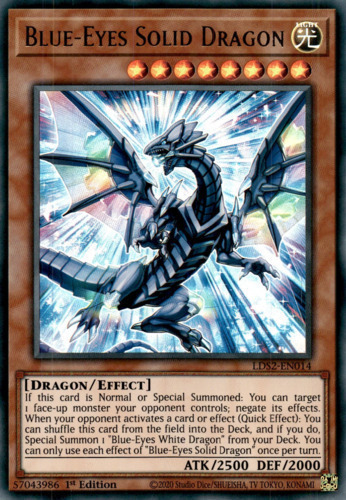 BLUE-EYES SOLID DRAGON
LIGHT
光
LDS2-EN014
[DRAGON/EFFECT]
If this card is Normal or Special Summoned: You can target
1 face-up monster your opponent controls; negate its effects.
When your opponent activates a card or effect (Quick Effect): You can
shuffle this card from the field into the Deck, and if you do,
Special Summon 1 "Blue-Eyes White Dragon" from your Deck. You
can only use each effect of "Blue-Eyes Solid Dragon" once per turn.
ATK/2500 DEF/2000
57043986 1st Edition ©2020 Studio Dice/SHUEISHA, TV TOKYO, KONAMI